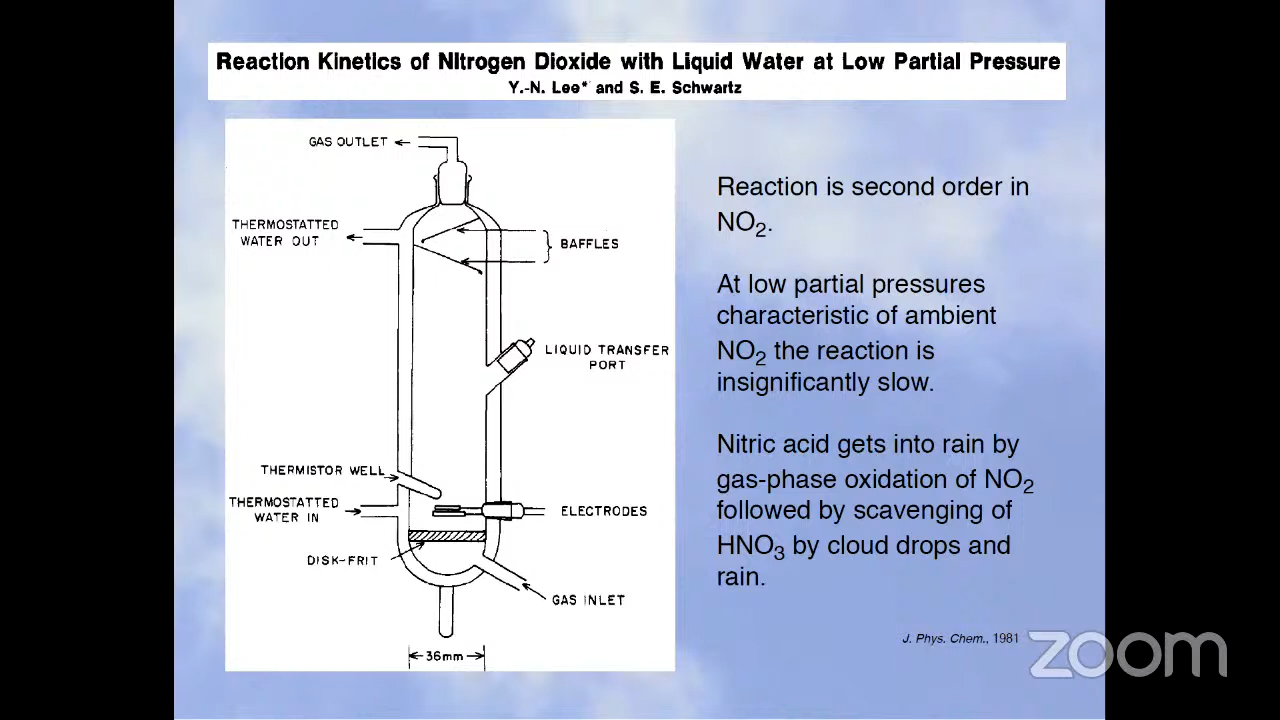 Reaction Kinetics of Nitrogen Dioxide with Liquid Water at Low Partial Pressure
Y.-N. Lee* and S. E. Schwartz
GAS OUTLET
THERMOSTATTED
WATER OUT
BAFFLES
LIQUID TRANSFER
PORT
THERMISTOR WELL
THERMOSTATTED
WATER IN
ELECTRODES
DISK-FRIT
GAS INLET
36mm
Reaction is second order in
NO₂.
At low partial pressures
characteristic of ambient
NO₂ the reaction is
insignificantly slow.
Nitric acid gets into rain by
gas-phase oxidation of NO₂
followed by scavenging of
HNO₃ by cloud drops and
rain.
J. Phys. Chem., 1981
zoom